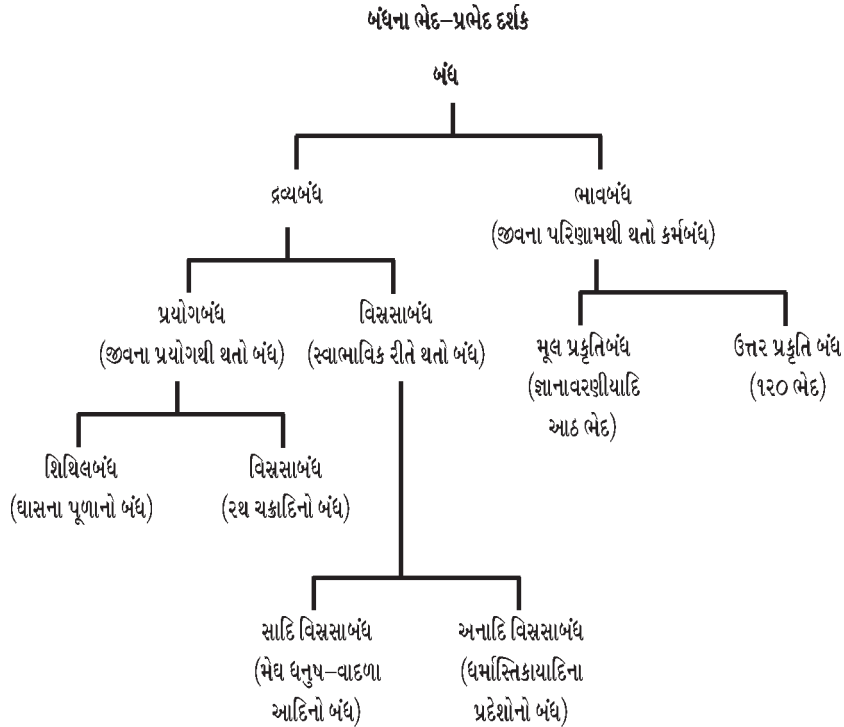 બંધના ભેદ-પ્રભેદ દર્શક
બંધ
દ્રવ્યબંધ
ભાવબંધ
(જીવના પરિણામથી થતો કર્મબંધ)
પ્રયોગબંધ
(જીવના પ્રયોગથી થતો બંધ)
વિસ્રસાબંધ
(સ્વાભાવિક રીતે થતો બંધ)
મૂલ પ્રકૃતિબંધ
(જ્ઞાનાવરણીયાદિ
આઠ ભેદ)
ઉત્તર પ્રકૃતિ બંધ
(૧૨૦ ભેદ)
શિથિલબંધ
(ઘાસના પૂળાનો બંધ)
વિસ્રસાબંધ
(રથ ચક્રાદિનો બંધ)
સાદિ વિસ્રસાબંધ
(મેઘ ધનુષ-વાદળા
આદિનો બંધ)
અનાદિ વિસ્રસાબંધ
(ધર્માસ્તિકાયાદિના
પ્રદેશોનો બંધ)